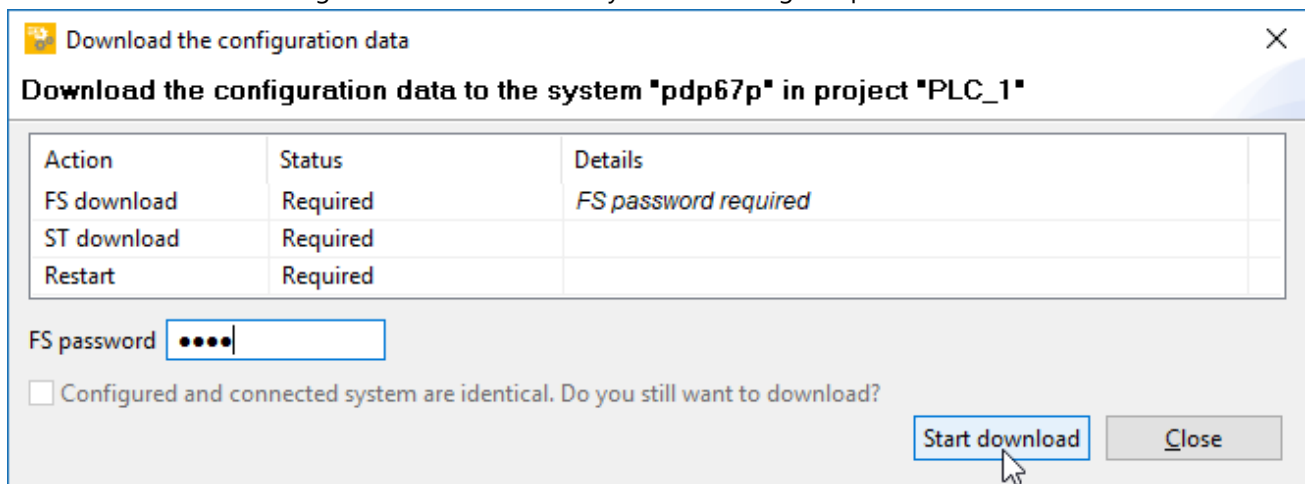 Download the configuration data
Download the configuration data to the system "pdp67p" in project "PLC_1"
Action Status Details
FS download Required FS password required
ST download Required
Restart Required
FS password ••••
Configured and connected system are identical. Do you still want to download?
Start download Close